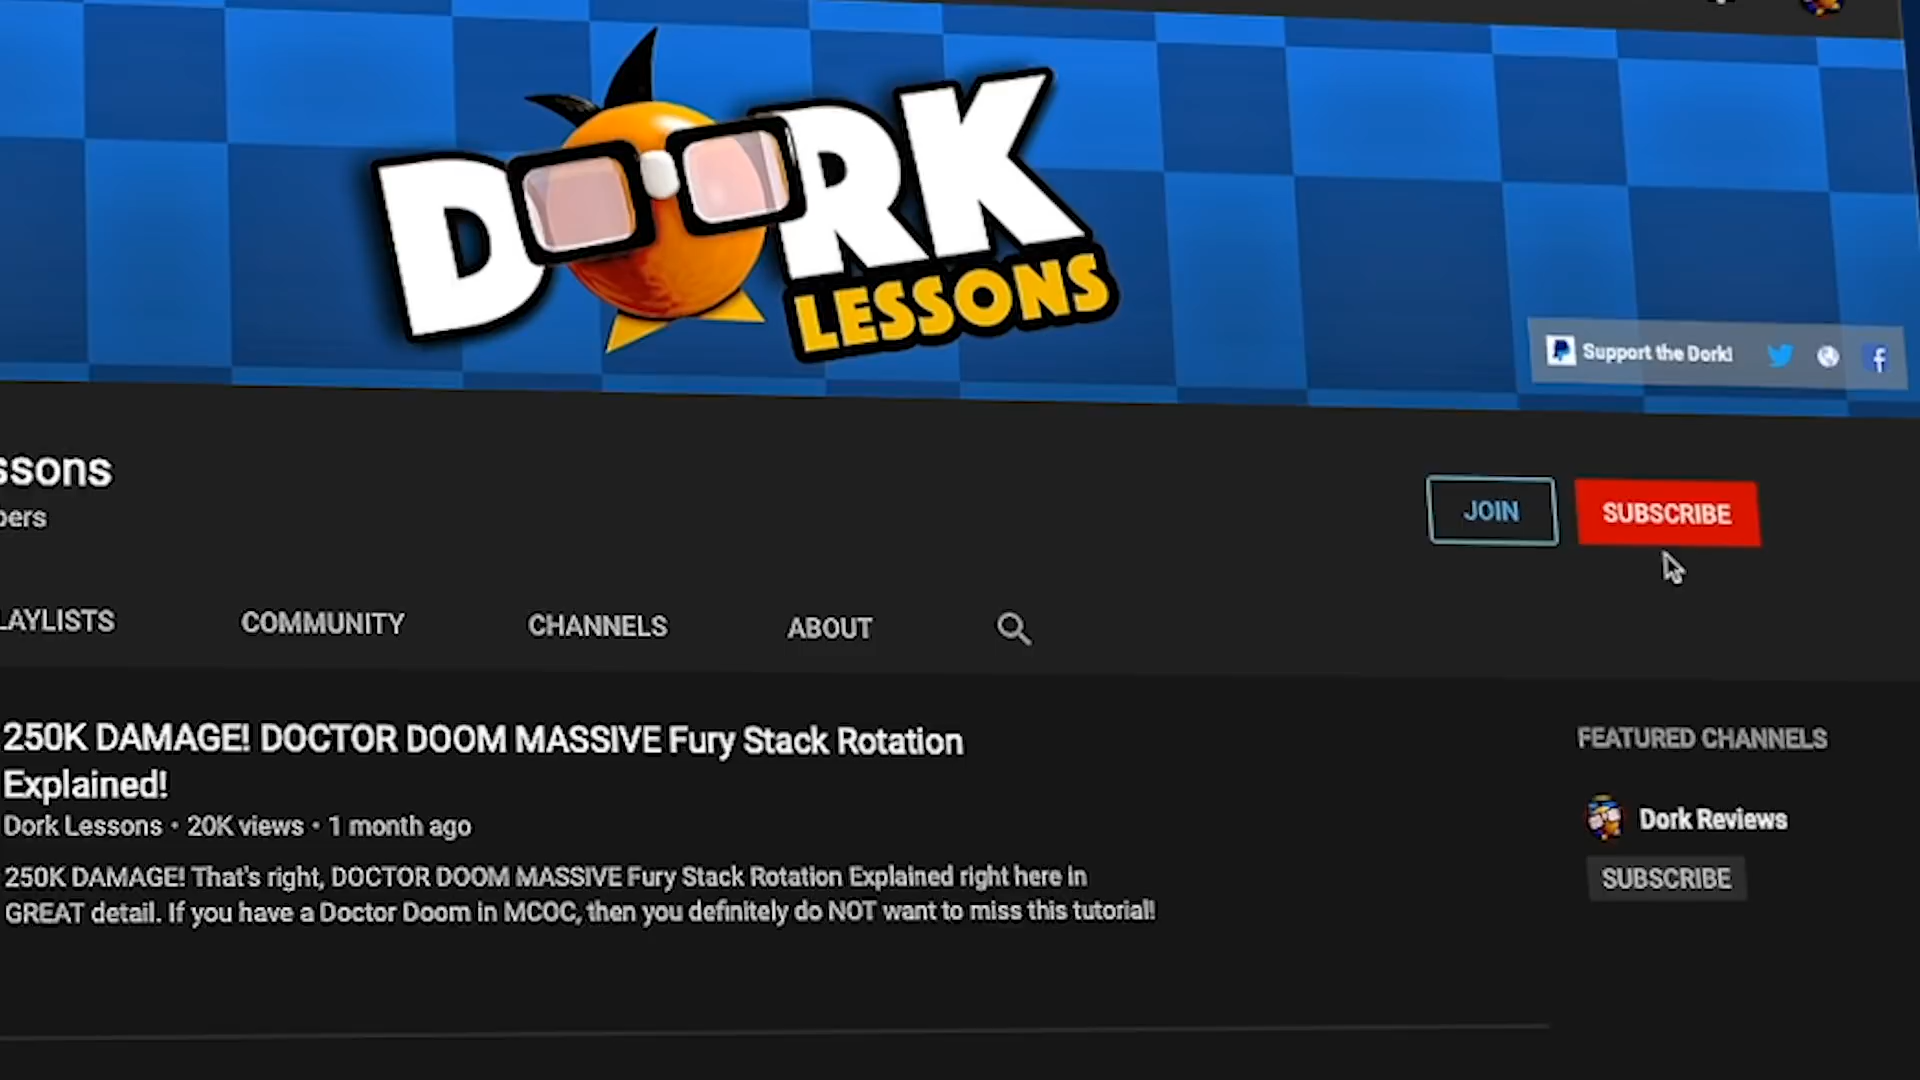 DORK
LESSONS
Support the Dork!
ssons
bers
JOIN
SUBSCRIBE
LAYLISTS
COMMUNITY
CHANNELS
ABOUT
250K DAMAGE! DOCTOR DOOM MASSIVE Fury Stack Rotation
Explained!
Dork Lessons • 20K views • 1 month ago
250K DAMAGE! That's right, DOCTOR DOOM MASSIVE Fury Stack Rotation Explained right here in
GREAT detail. If you have a Doctor Doom in MCOC, then you definitely do NOT want to miss this tutorial!
FEATURED CHANNELS
Dork Reviews
SUBSCRIBE